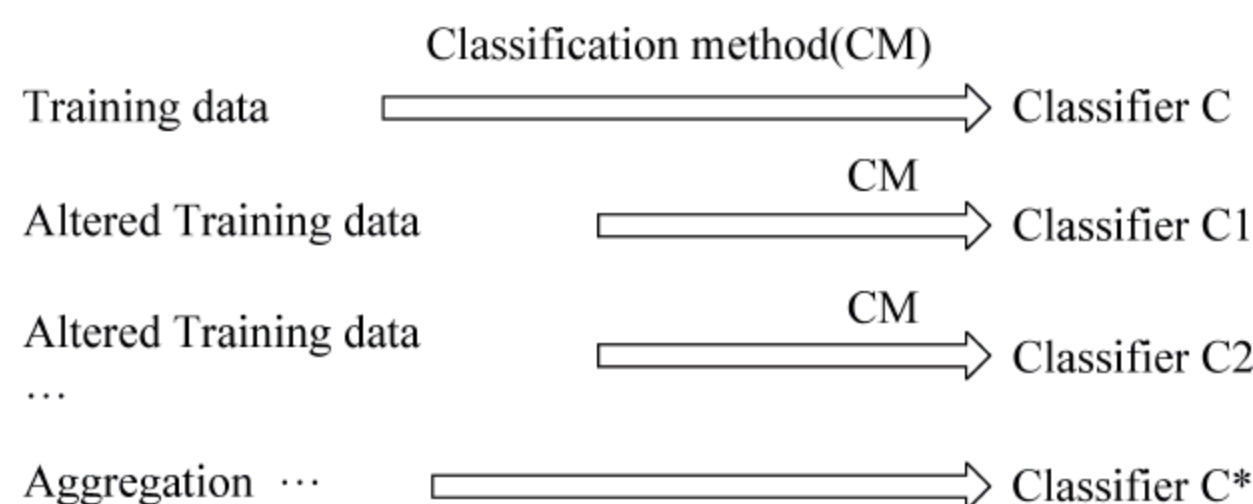 Classification method(CM)
Training data Classifier C
CM
Altered Training data Classifier C1
CM
Altered Training data Classifier C2
…
Aggregation … Classifier C*